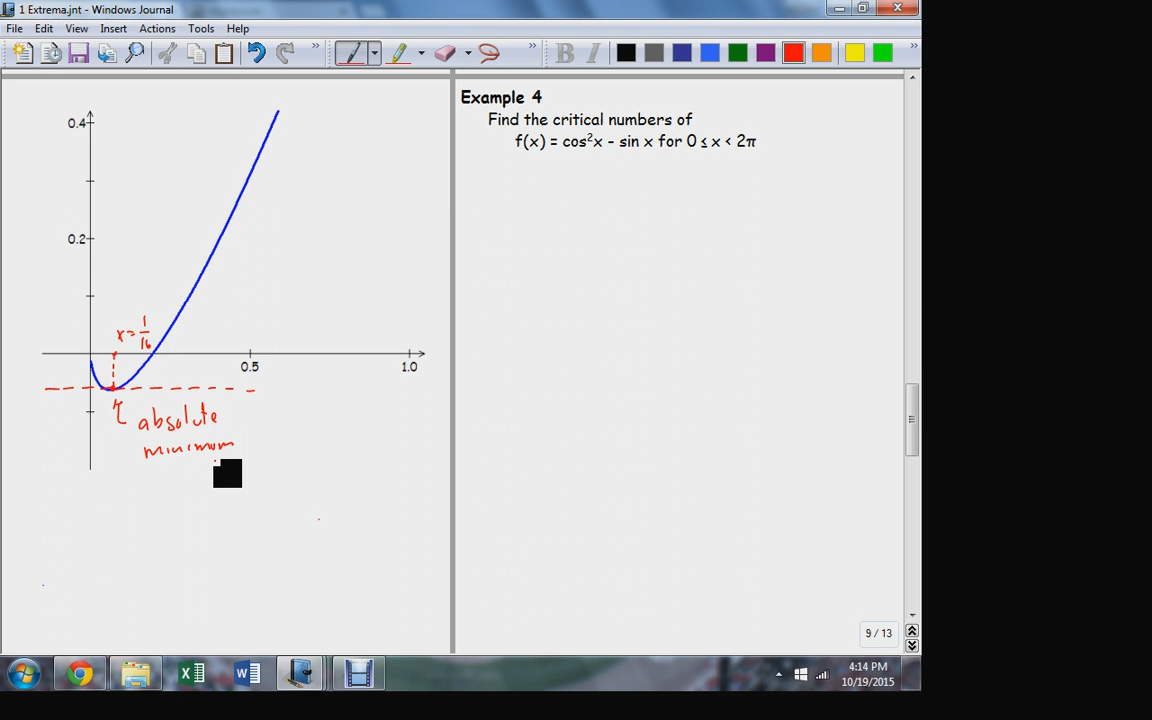 1 Extrema.jnt - Windows Journal
File Edit View Insert Actions Tools Help
B I
0.4
0.2
x = 1/16
0.5
1.0
absolute
minimum
Example 4
Find the critical numbers of
f(x) = cos²x - sin x for 0 ≤ x < 2π
9 / 13
4:14 PM
10/19/2015